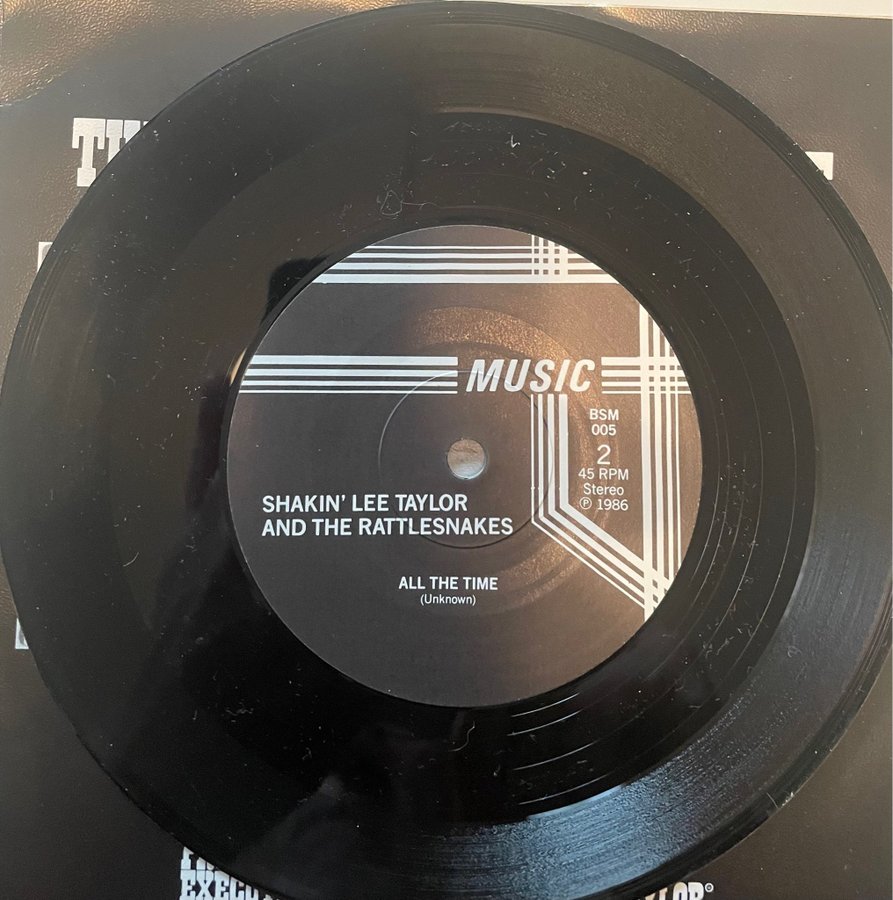 MUSIC
BSM
005
2
45 RPM
Stereo
℗ 1986
SHAKIN' LEE TAYLOR
AND THE RATTLESNAKES
ALL THE TIME
(Unknown)